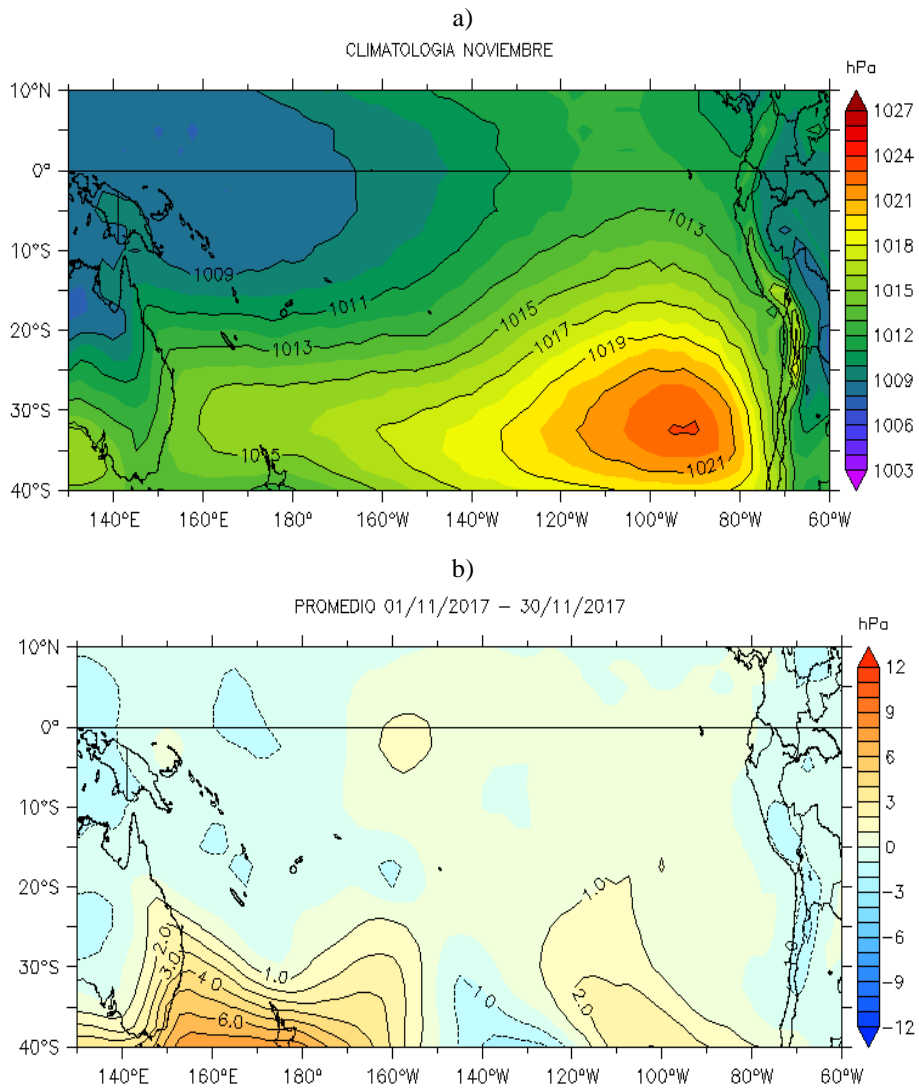 a)
CLIMATOLOGIA NOVIEMBRE
hPa
10°N
0°
10°S
20°S
30°S
40°S
140°E 160°E 180° 160°W 140°W 120°W 100°W 80°W 60°W
1009
1011
1013
1013
1015
1015
1017
1019
1021
1027
1024
1021
1018
1015
1012
1009
1006
1003
b)
PROMEDIO 01/11/2017 – 30/11/2017
hPa
10°N
0°
10°S
20°S
30°S
40°S
140°E 160°E 180° 160°W 140°W 120°W 100°W 80°W 60°W
2.0
3.0
4.0
6.0
1.0
-1.0
1.0
2.0
-1.0
12
9
6
3
0
-3
-6
-9
-12